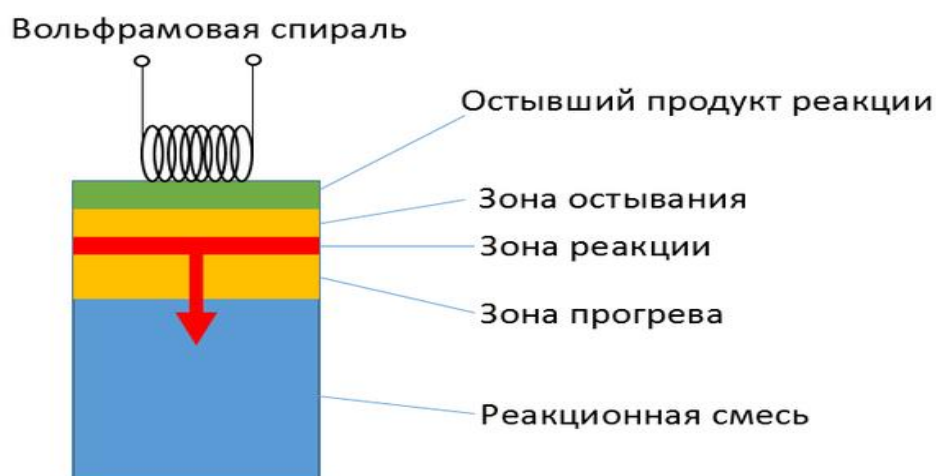 Вольфрамовая спираль
Остывший продукт реакции
Зона остывания
Зона реакции
Зона прогрева
Реакционная смесь